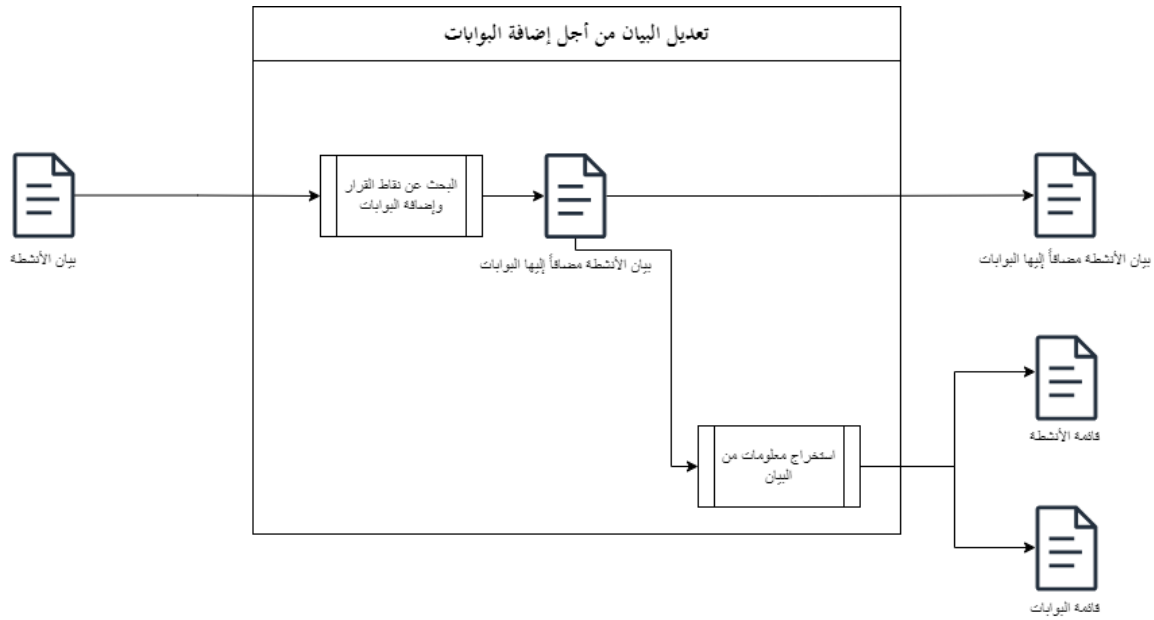 تعديل البيان من أجل إضافة البوابات
البحث عن نقاط القرار
وإضافة البوابات
بيان الأنشطة
بيان الأنشطة مضافاً إليها البوابات
بيان الأنشطة مضافاً إليها البوابات
قائمة الأنشطة
استخراج معلومات من
البيان
قائمة البوابات